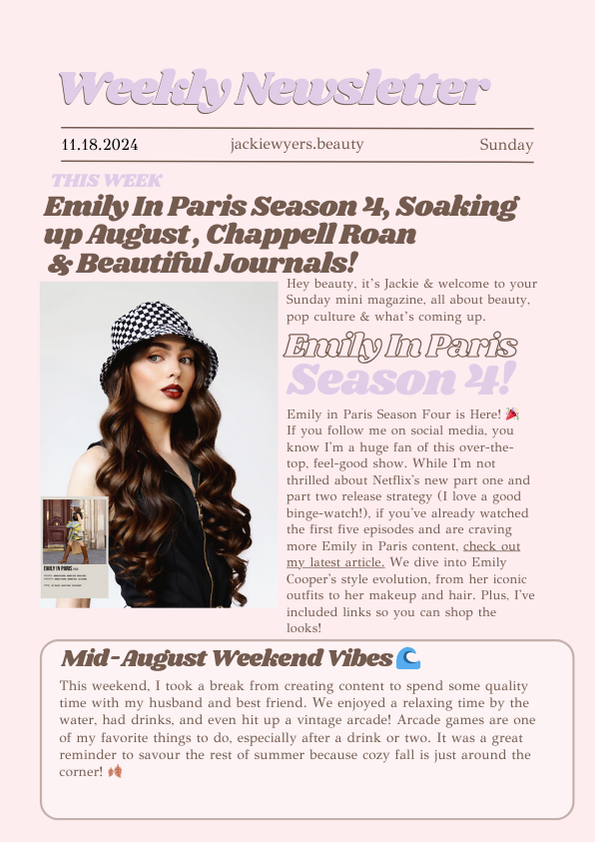 Weekly Newsletter
11.18.2024 jackiewyers.beauty Sunday
THIS WEEK
Emily In Paris Season 4, Soaking
up August , Chappell Roan
& Beautiful Journals!
Hey beauty, it's Jackie & welcome to your
Sunday mini magazine, all about beauty,
pop culture & what's coming up.
Emily In Paris
Season 4!
Emily in Paris Season Four is Here! 🎉
If you follow me on social media, you
know I'm a huge fan of this over-the-
top, feel-good show. While I'm not
thrilled about Netflix's new part one and
part two release strategy (I love a good
binge-watch!), if you've already watched
the first five episodes and are craving
more Emily in Paris content, check out
my latest article. We dive into Emily
Cooper's style evolution, from her iconic
outfits to her makeup and hair. Plus, I've
included links so you can shop the
looks!
EMILY IN PARIS
Mid-August Weekend Vibes 🌊
This weekend, I took a break from creating content to spend some quality
time with my husband and best friend. We enjoyed a relaxing time by the
water, had drinks, and even hit up a vintage arcade! Arcade games are one
of my favorite things to do, especially after a drink or two. It was a great
reminder to savour the rest of summer because cozy fall is just around the
corner! 🍂